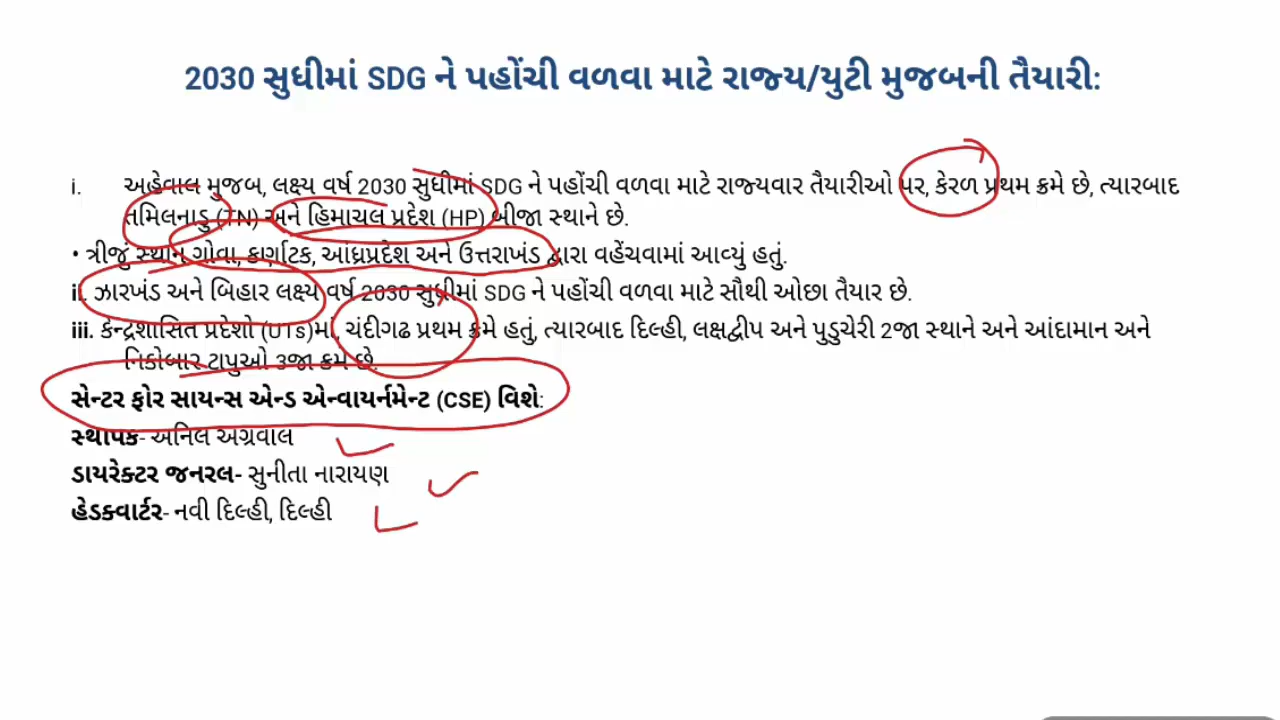 2030 સુધીમાં SDG ને પહોંચી વળવા માટે રાજ્ય/યુટી મુજબની તૈયારી:
i. અહેવાલ મુજબ, લક્ષ્ય વર્ષ 2030 સુધીમાં SDG ને પહોંચી વળવા માટે રાજ્યવાર તૈયારીઓ પર, કેરળ પ્રથમ ક્રમે છે, ત્યારબાદ
તમિલનાડુ (TN) અને હિમાચલ પ્રદેશ (HP) બીજા સ્થાને છે.
• ત્રીજું સ્થાન ગોવા, કર્ણાટક, આંધ્રપ્રદેશ અને ઉત્તરાખંડ દ્વારા વહેંચવામાં આવ્યું હતું.
ii. ઝારખંડ અને બિહાર લક્ષ્ય વર્ષ 2030 સુધીમાં SDG ને પહોંચી વળવા માટે સૌથી ઓછા તૈયાર છે.
iii. કેન્દ્રશાસિત પ્રદેશો (UTs)માં, ચંદીગઢ પ્રથમ ક્રમે હતું, ત્યારબાદ દિલ્હી, લક્ષદ્વીપ અને પુડુચેરી 2જા સ્થાને અને આંદામાન અને
નિકોબાર ટાપુઓ 3જા ક્રમે છે.
સેન્ટર ફોર સાયન્સ એન્ડ એન્વાયર્નમેન્ટ (CSE) વિશે:
સ્થાપક- અનિલ અગ્રવાલ
ડાયરેક્ટર જનરલ- સુનીતા નારાયણ
હેડક્વાર્ટર- નવી દિલ્હી, દિલ્હી